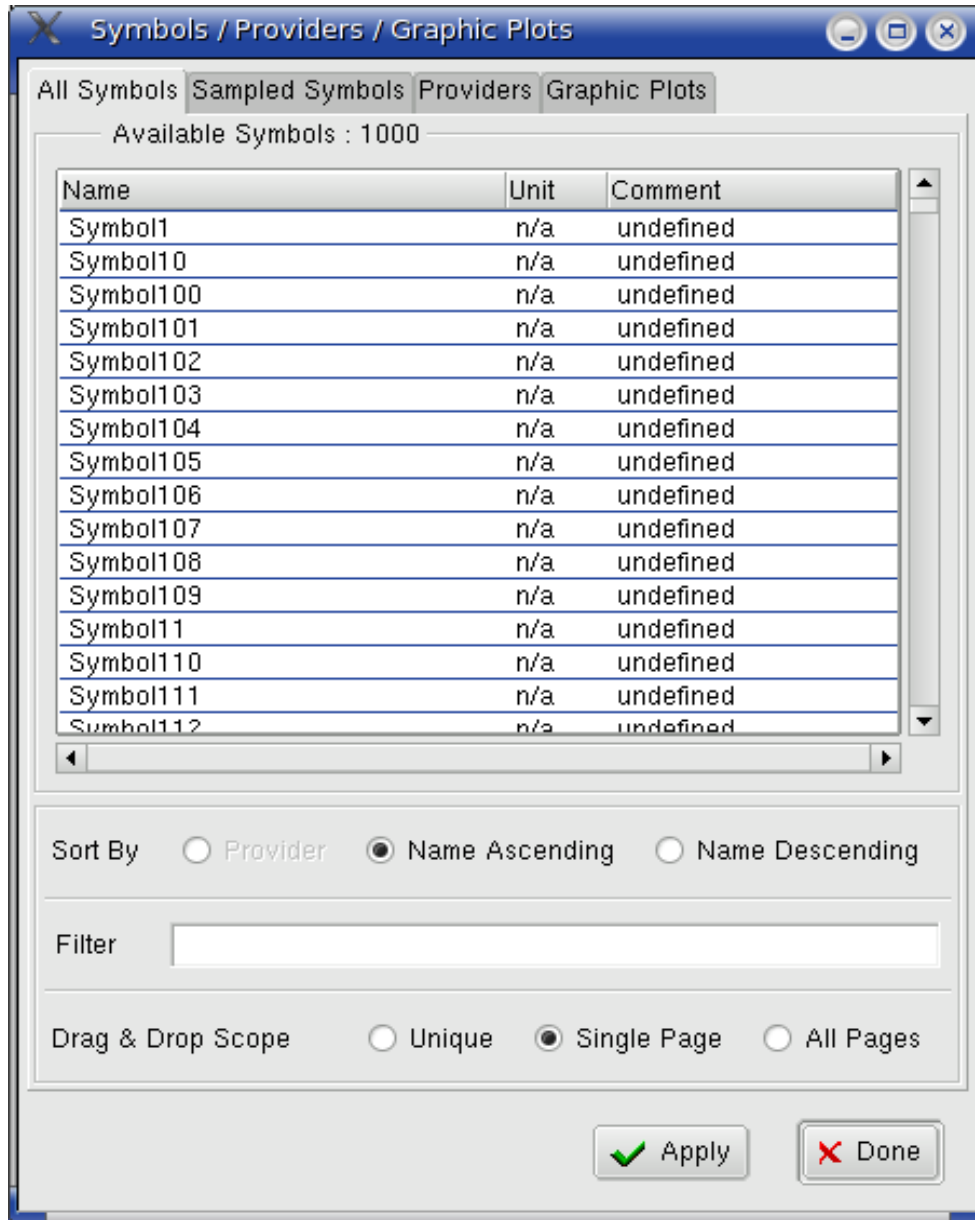 Symbols / Providers / Graphic Plots
All Symbols Sampled Symbols Providers Graphic Plots
Available Symbols : 1000
Name Unit Comment
Symbol1 n/a undefined
Symbol10 n/a undefined
Symbol100 n/a undefined
Symbol101 n/a undefined
Symbol102 n/a undefined
Symbol103 n/a undefined
Symbol104 n/a undefined
Symbol105 n/a undefined
Symbol106 n/a undefined
Symbol107 n/a undefined
Symbol108 n/a undefined
Symbol109 n/a undefined
Symbol11 n/a undefined
Symbol110 n/a undefined
Symbol111 n/a undefined
Symbol112 n/a undefined
Sort By Provider Name Ascending Name Descending
Filter
Drag & Drop Scope Unique Single Page All Pages
Apply Done